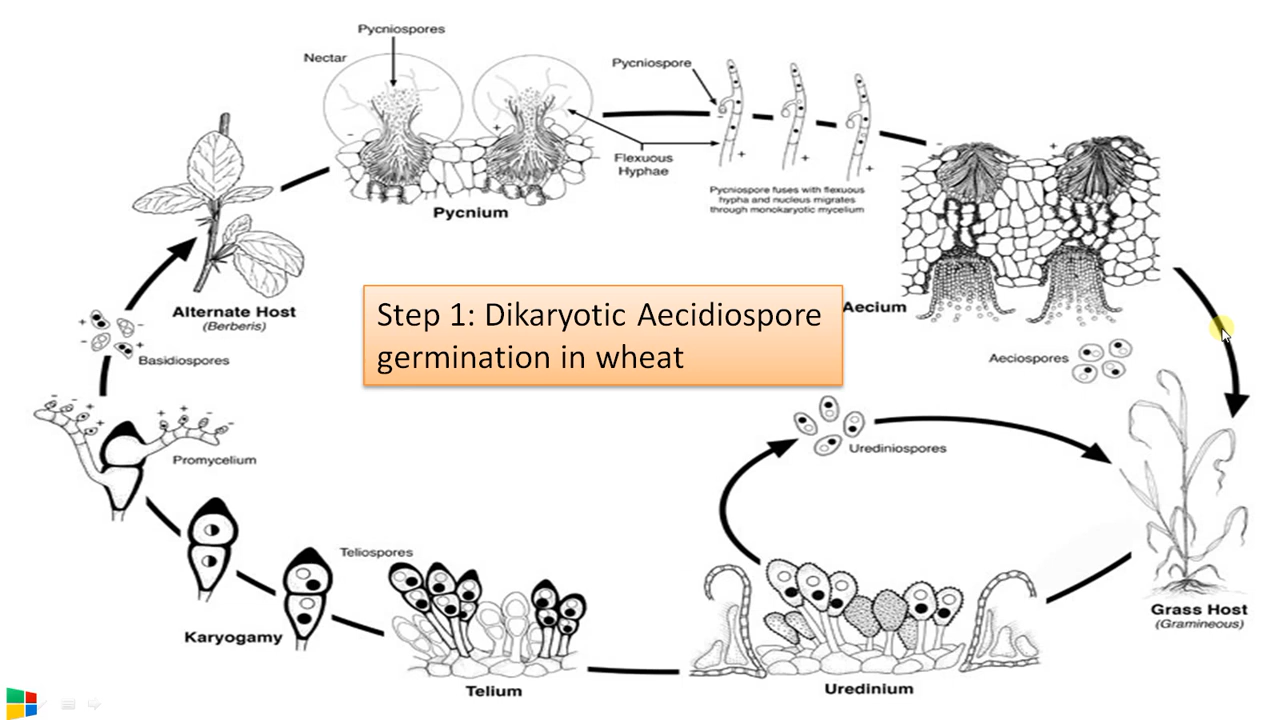 Pycniospores
Nectar
Pycniospore
-
+
-
+
+
+
-
+
Flexuous
Hyphae
Pycniospore fuses with flexuous
hypha and nucleus migrates
through monokaryotic mycelium
Pycnium
Alternate Host
(Berberis)
Step 1: Dikaryotic Aecidiospore
germination in wheat
Aecium
+
-
-
+
Basidiospores
Aeciospores
- - + +
+ + - -
Promycelium
Urediniospores
Teliospores
Karyogamy
Grass Host
(Gramineous)
Telium
Uredinium